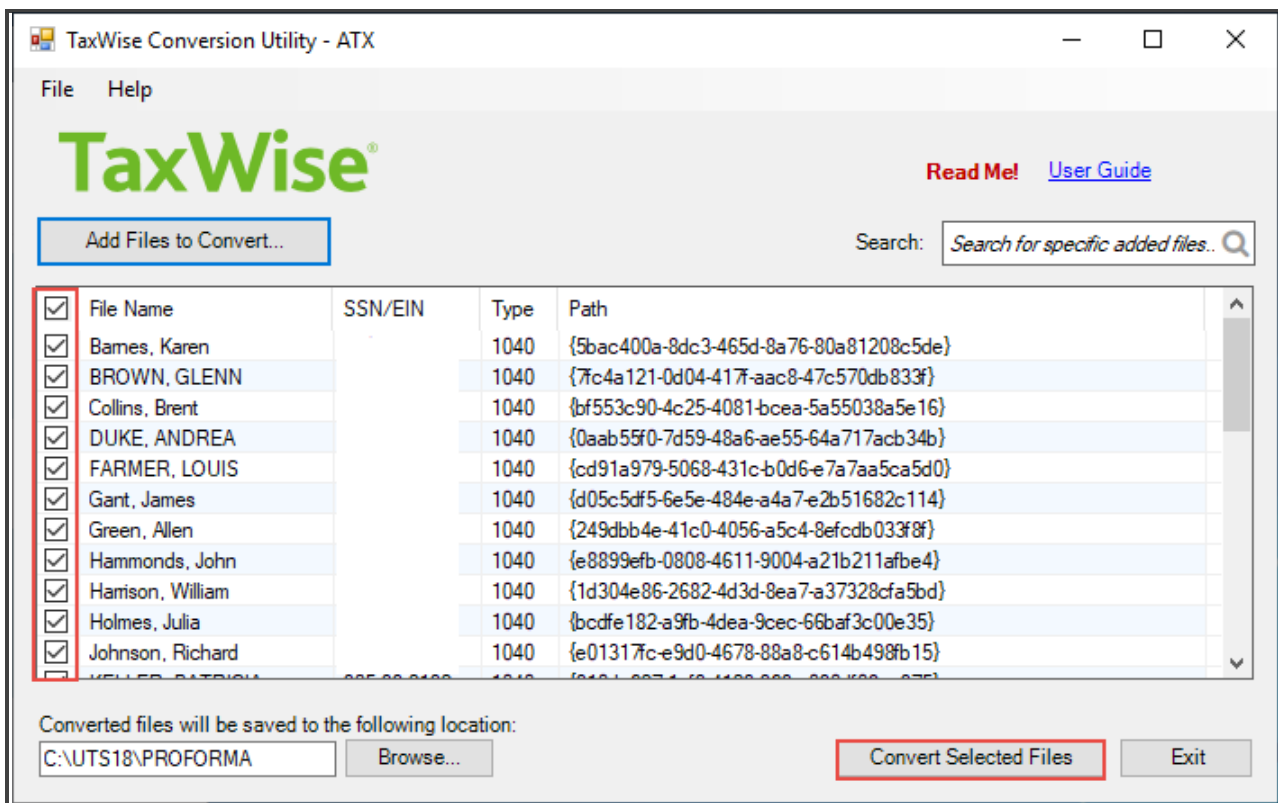 TaxWise Conversion Utility - ATX
File Help
TaxWise®
Read Me! User Guide
Add Files to Convert... Search: Search for specific added files..
File Name SSN/EIN Type Path
Barnes, Karen 1040 {5bac400a-8dc3-465d-8a76-80a81208c5de}
BROWN, GLENN 1040 {7fc4a121-0d04-417f-aac8-47c570db833f}
Collins, Brent 1040 {bf553c90-4c25-4081-bcea-5a55038a5e16}
DUKE, ANDREA 1040 {0aab55f0-7d59-48a6-ae55-64a717acb34b}
FARMER, LOUIS 1040 {cd91a979-5068-431c-b0d6-e7a7aa5ca5d0}
Gant, James 1040 {d05c5df5-6e5e-484e-a4a7-e2b51682c114}
Green, Allen 1040 {249dbb4e-41c0-4056-a5c4-8efcdb033f8f}
Hammonds, John 1040 {e8899efb-0808-4611-9004-a21b211afbe4}
Harrison, William 1040 {1d304e86-2682-4d3d-8ea7-a37328cfa5bd}
Holmes, Julia 1040 {bcdfe182-a9fb-4dea-9cec-66baf3c00e35}
Johnson, Richard 1040 {e01317fc-e9d0-4678-88a8-c614b498fb15}
KELLER, PATRICIA 1040
Converted files will be saved to the following location:
C:\UTS18\PROFORMA Browse... Convert Selected Files Exit